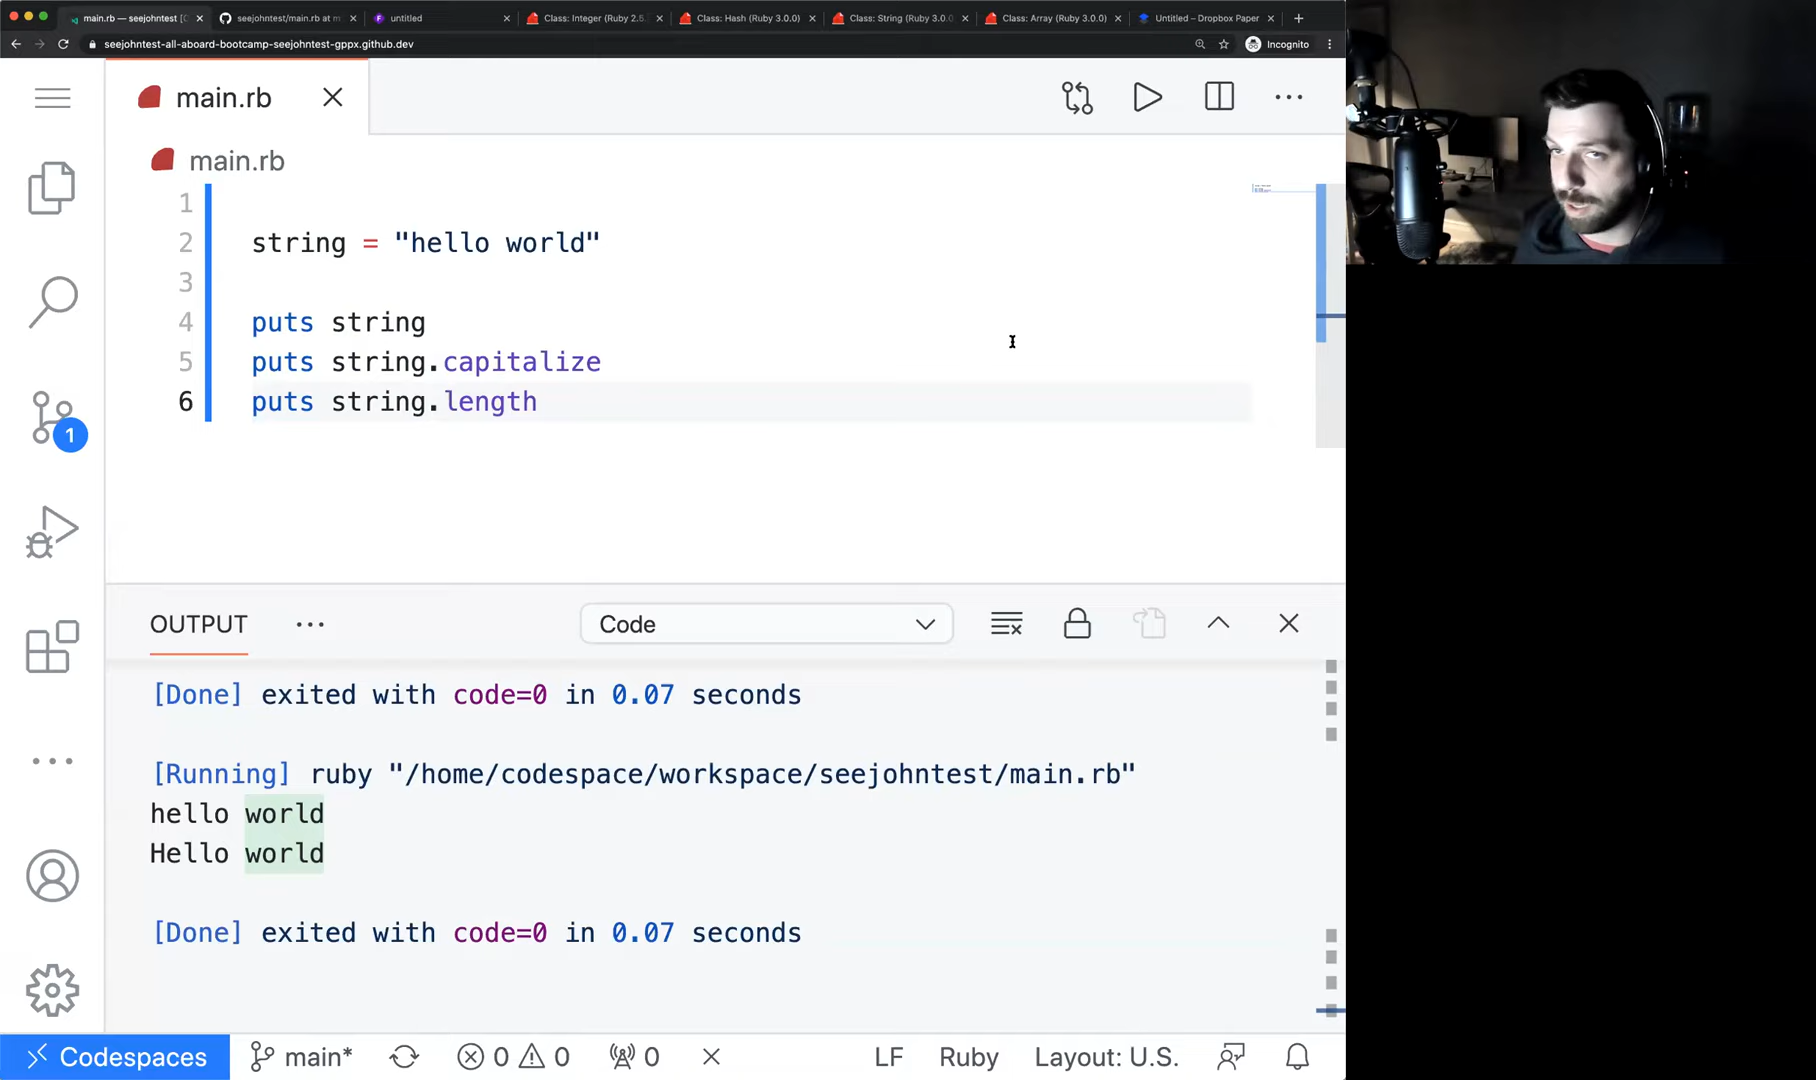 main.rb — seejohntest [C
seejohntest/main.rb at m
untitled
Class: Integer (Ruby 2.5.
Class: Hash (Ruby 3.0.0)
Class: String (Ruby 3.0.0
Class: Array (Ruby 3.0.0)
Untitled – Dropbox Paper
seejohntest-all-aboard-bootcamp-seejohntest-gppx.github.dev
Incognito
main.rb
main.rb
1
2 string = "hello world"
3
4 puts string
5 puts string.capitalize
6 puts string.length
1
OUTPUT
Code
[Done] exited with code=0 in 0.07 seconds
[Running] ruby "/home/codespace/workspace/seejohntest/main.rb"
hello world
Hello world
[Done] exited with code=0 in 0.07 seconds
Codespaces main* 0 0 0 LF Ruby Layout: U.S.